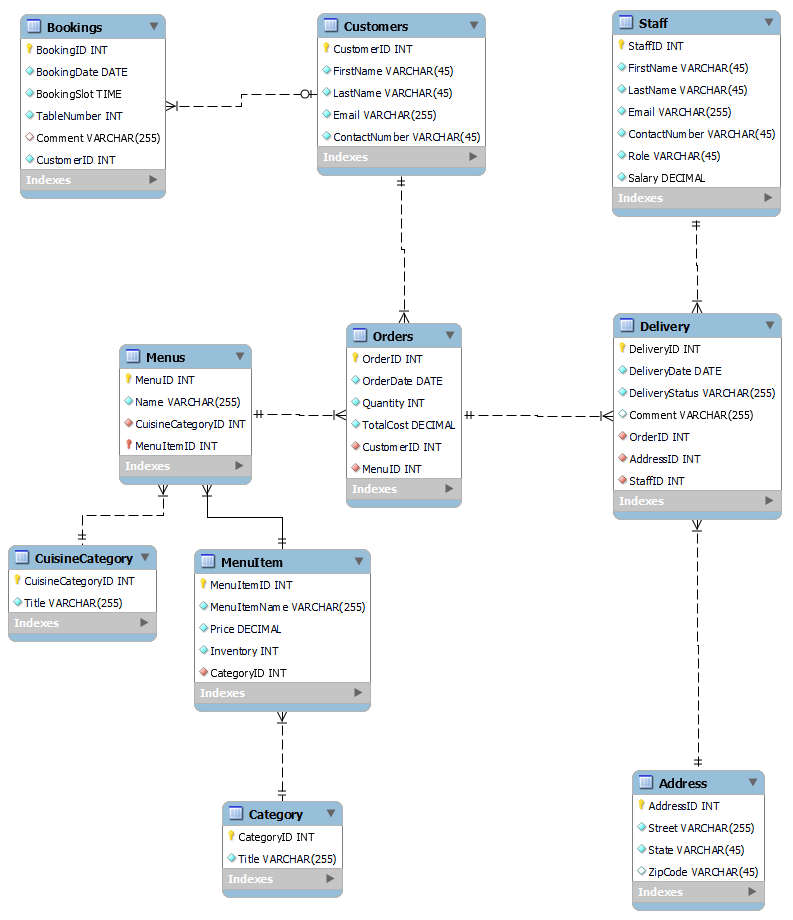 Bookings
BookingID INT
BookingDate DATE
BookingSlot TIME
TableNumber INT
Comment VARCHAR(255)
CustomerID INT
Indexes
Customers
CustomerID INT
FirstName VARCHAR(45)
LastName VARCHAR(45)
Email VARCHAR(255)
ContactNumber VARCHAR(45)
Indexes
Staff
StaffID INT
FirstName VARCHAR(45)
LastName VARCHAR(45)
Email VARCHAR(255)
ContactNumber VARCHAR(45)
Role VARCHAR(45)
Salary DECIMAL
Indexes
Menus
MenuID INT
Name VARCHAR(255)
CuisineCategoryID INT
MenuItemID INT
Indexes
Orders
OrderID INT
OrderDate DATE
Quantity INT
TotalCost DECIMAL
CustomerID INT
MenuID INT
Indexes
Delivery
DeliveryID INT
DeliveryDate DATE
DeliveryStatus VARCHAR(255)
Comment VARCHAR(255)
OrderID INT
AddressID INT
StaffID INT
Indexes
CuisineCategory
CuisineCategoryID INT
Title VARCHAR(255)
Indexes
MenuItem
MenuItemID INT
MenuItemName VARCHAR(255)
Price DECIMAL
Inventory INT
CategoryID INT
Indexes
Category
CategoryID INT
Title VARCHAR(255)
Indexes
Address
AddressID INT
Street VARCHAR(255)
State VARCHAR(45)
ZipCode VARCHAR(45)
Indexes